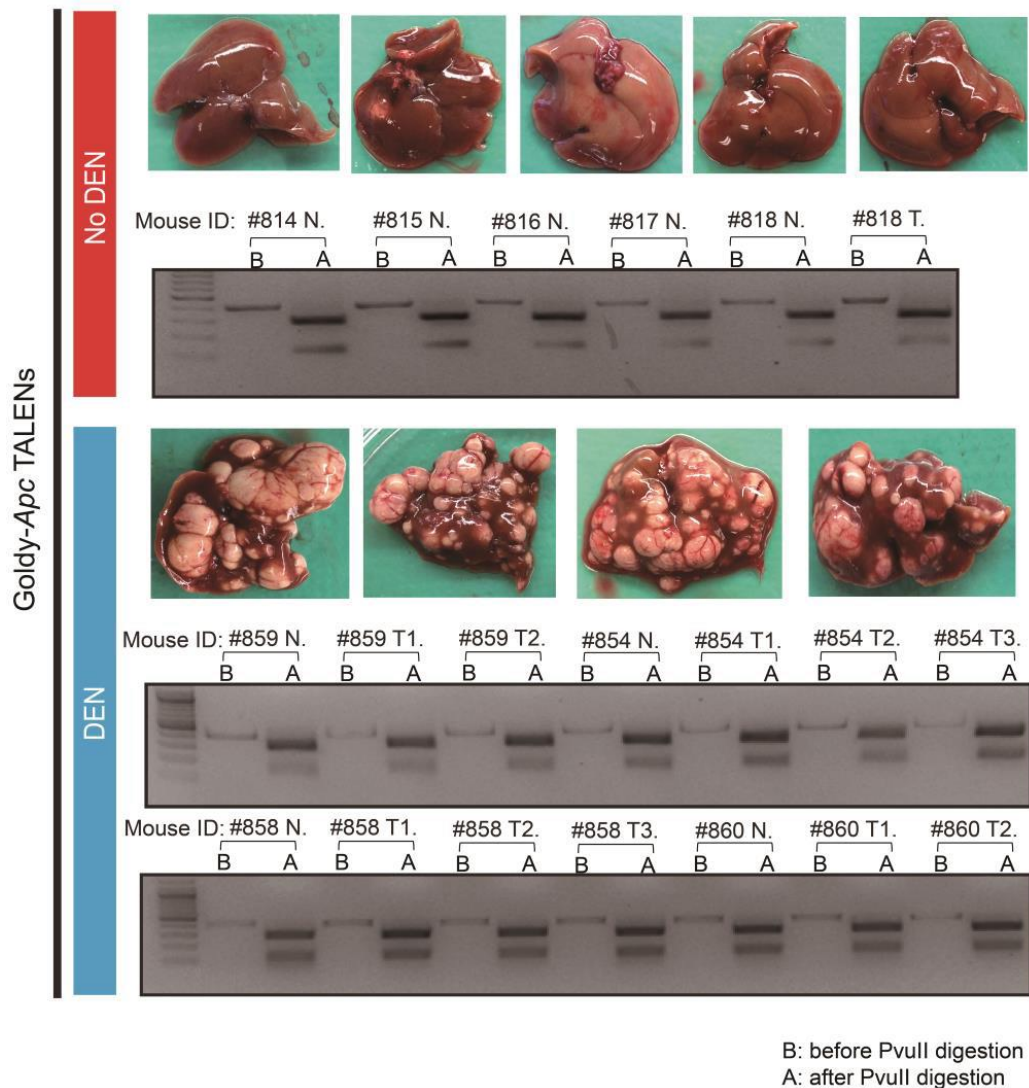 Goldy-Apc TALENs
No DEN
Mouse ID: #814 N. #815 N. #816 N. #817 N. #818 N. #818 T.
B A B A B A B A B A B A
DEN
Mouse ID: #859 N. #859 T1. #859 T2. #854 N. #854 T1. #854 T2. #854 T3.
B A B A B A B A B A B A B A
Mouse ID: #858 N. #858 T1. #858 T2. #858 T3. #860 N. #860 T1. #860 T2.
B A B A B A B A B A B A B A
B: before PvuII digestion
A: after PvuII digestion